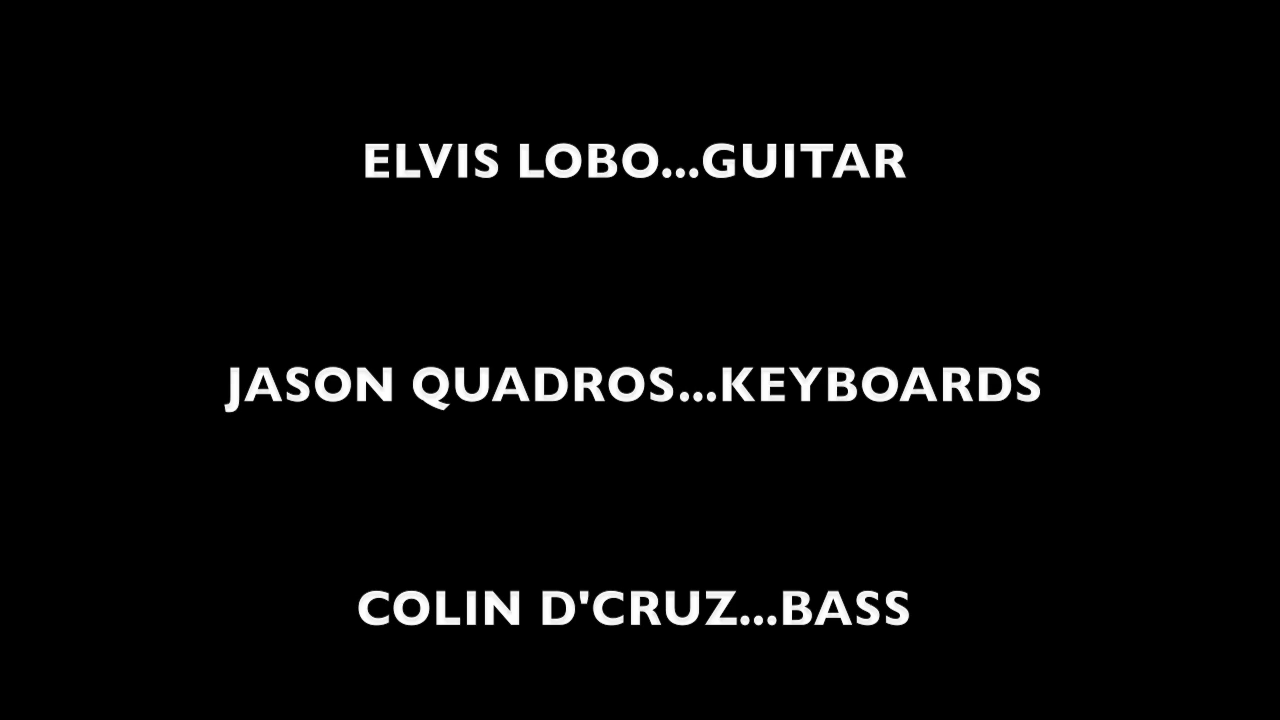 ELVIS LOBO...GUITAR
JASON QUADROS...KEYBOARDS
COLIN D'CRUZ...BASS